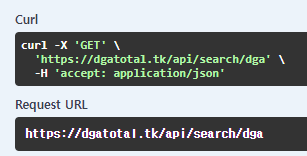 Curl
curl -X 'GET' \
'https://dgatotal.tk/api/search/dga' \
-H 'accept: application/json'
Request URL
https://dgatotal.tk/api/search/dga